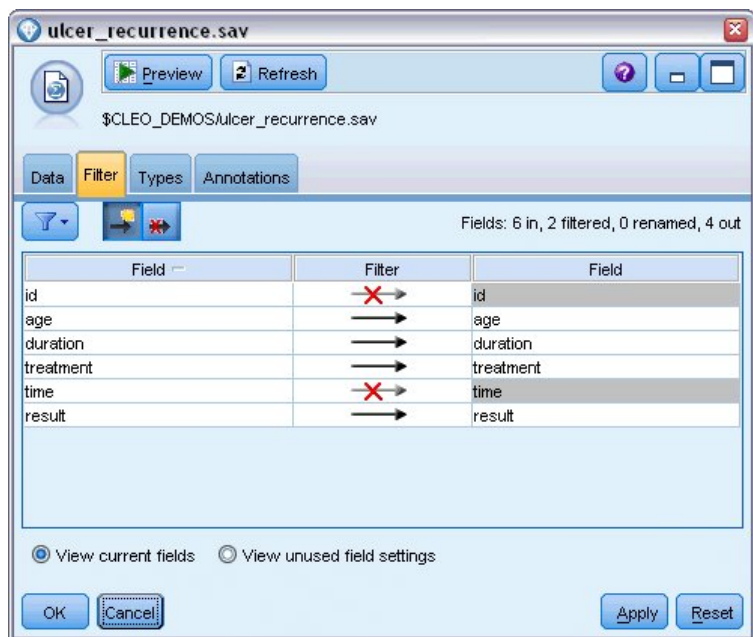 ulcer_recurrence.sav
Preview Refresh
$CLEO_DEMOS/ulcer_recurrence.sav
Data Filter Types Annotations
Fields: 6 in, 2 filtered, 0 renamed, 4 out
Field Filter Field
id id
age age
duration duration
treatment treatment
time time
result result
View current fields View unused field settings
OK Cancel Apply Reset